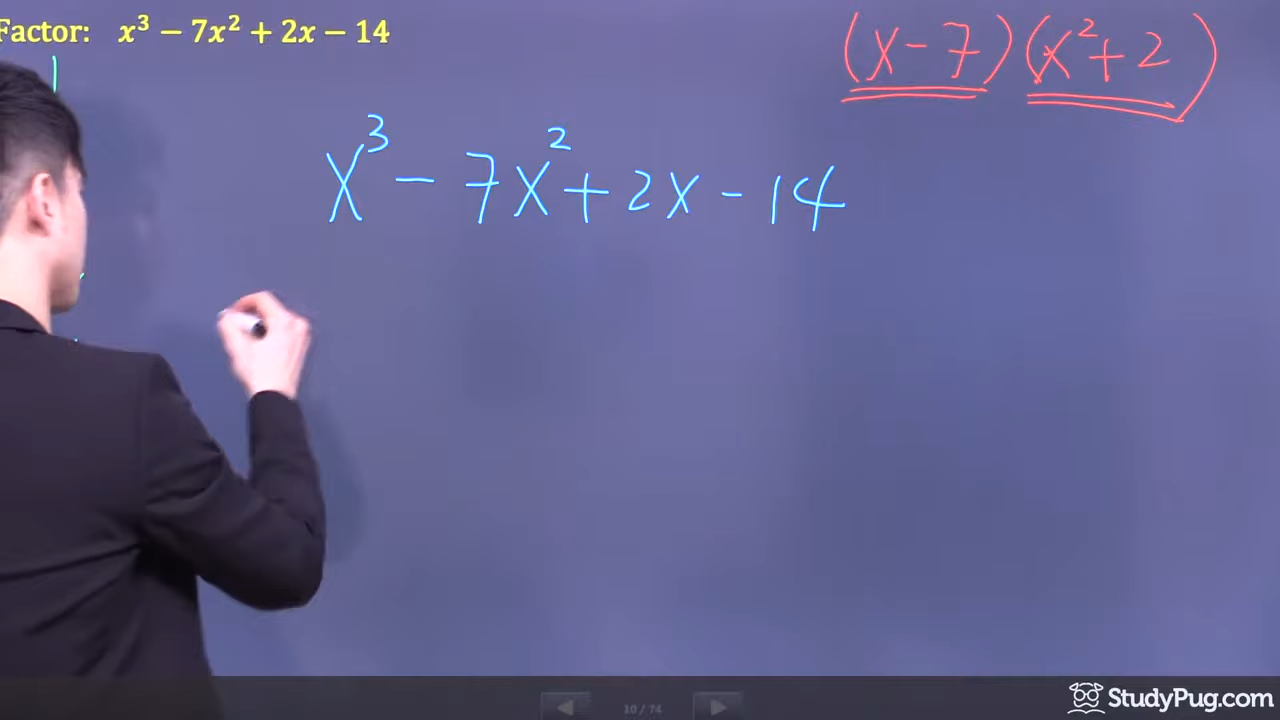 Factor: x³ − 7x² + 2x − 14
(x-7)(x²+2)
x³ - 7x² + 2x - 14
10 / 74
StudyPug.com